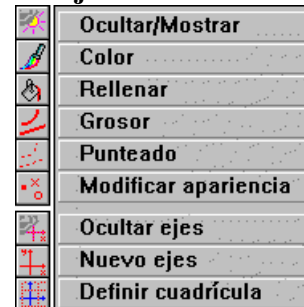 Ocultar/Mostrar
Color
Rellenar
Grosor
Punteado
Modificar apariencia
Ocultar ejes
Nuevo ejes
Definir cuadrícula